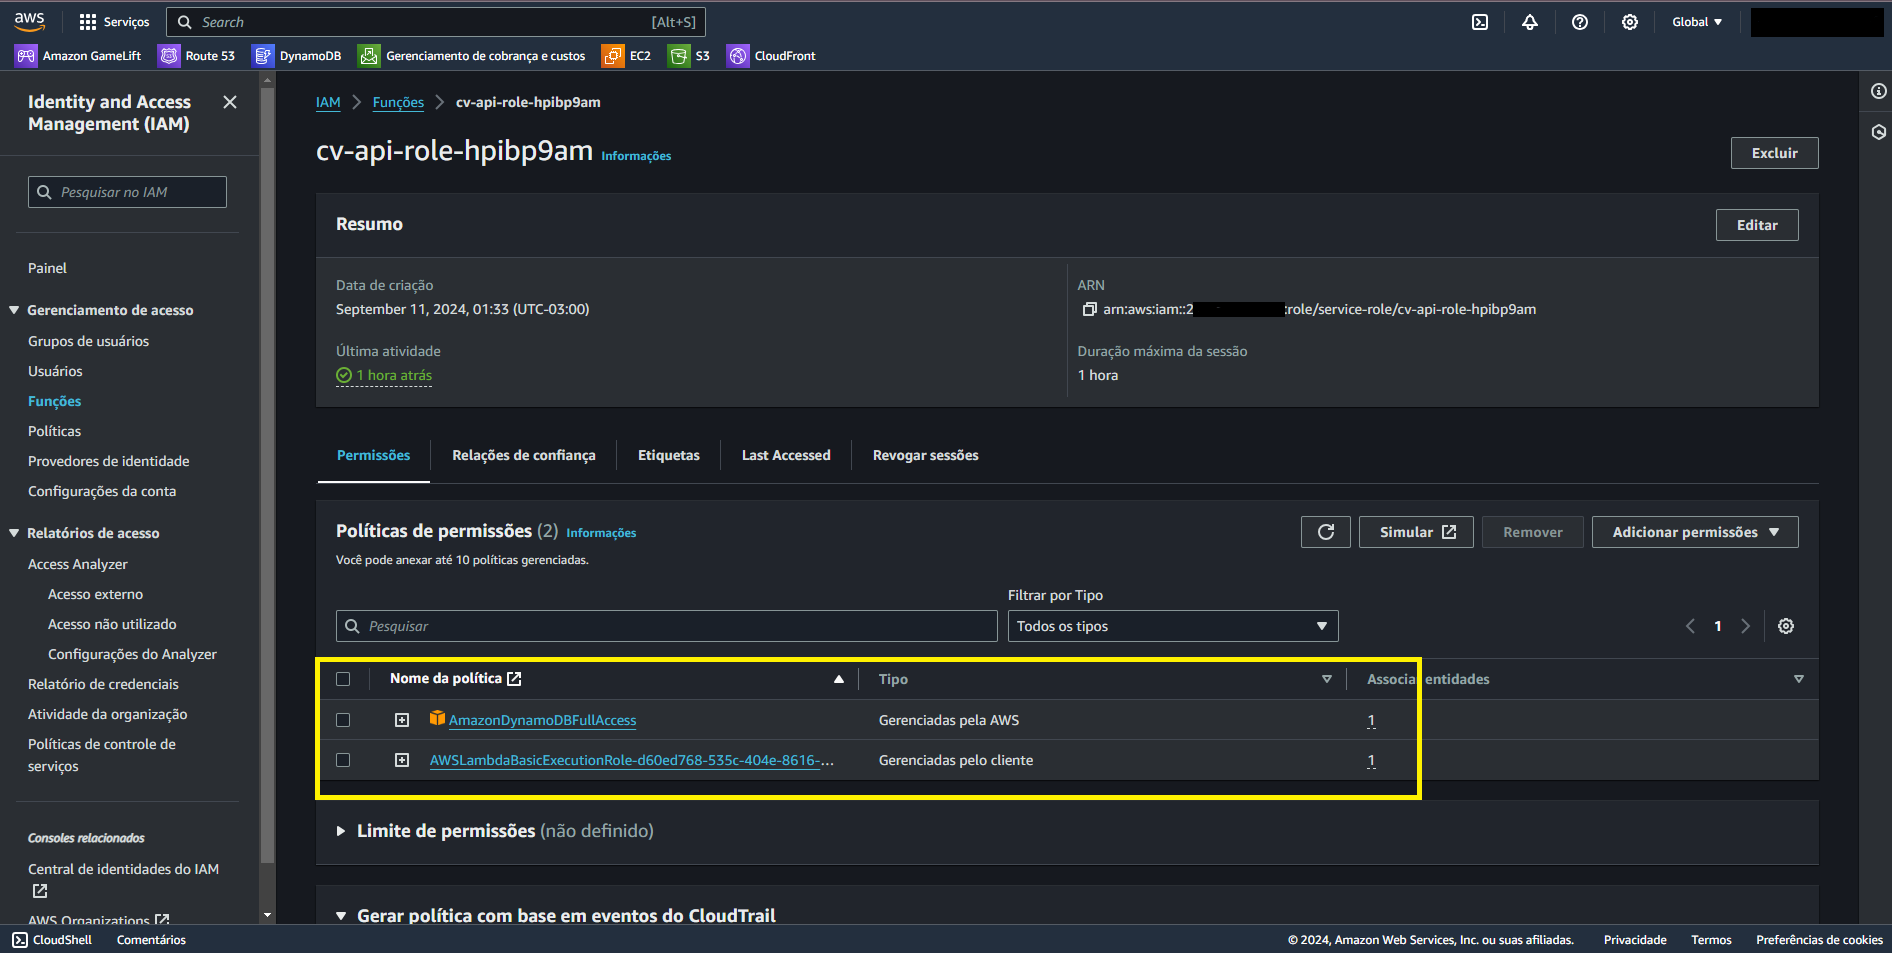 aws
Serviços
Search
[Alt+S]
Global
Amazon GameLift
Route 53
DynamoDB
Gerenciamento de cobrança e custos
EC2
S3
CloudFront
Identity and Access
Management (IAM)
Pesquisar no IAM
Painel
Gerenciamento de acesso
Grupos de usuários
Usuários
Funções
Políticas
Provedores de identidade
Configurações da conta
Relatórios de acesso
Access Analyzer
Acesso externo
Acesso não utilizado
Configurações do Analyzer
Relatório de credenciais
Atividade da organização
Políticas de controle de
serviços
Consoles relacionados
Central de identidades do IAM
AWS Organizations
IAM
Funções
cv-api-role-hpibp9am
cv-api-role-hpibp9am Informações
Excluir
Resumo
Editar
Data de criação
September 11, 2024, 01:33 (UTC-03:00)
ARN
arn:aws:iam::2 :role/service-role/cv-api-role-hpibp9am
Última atividade
1 hora atrás
Duração máxima da sessão
1 hora
Permissões
Relações de confiança
Etiquetas
Last Accessed
Revogar sessões
Políticas de permissões (2) Informações
Simular
Remover
Adicionar permissões
Você pode anexar até 10 políticas gerenciadas.
Filtrar por Tipo
Pesquisar
Todos os tipos
1
Nome da política
Tipo
Associa entidades
AmazonDynamoDBFullAccess
Gerenciadas pela AWS
1
AWSLambdaBasicExecutionRole-d60ed768-535c-404e-8616-...
Gerenciadas pelo cliente
1
Limite de permissões (não definido)
Gerar política com base em eventos do CloudTrail
CloudShell
Comentários
© 2024, Amazon Web Services, Inc. ou suas afiliadas.
Privacidade
Termos
Preferências de cookies